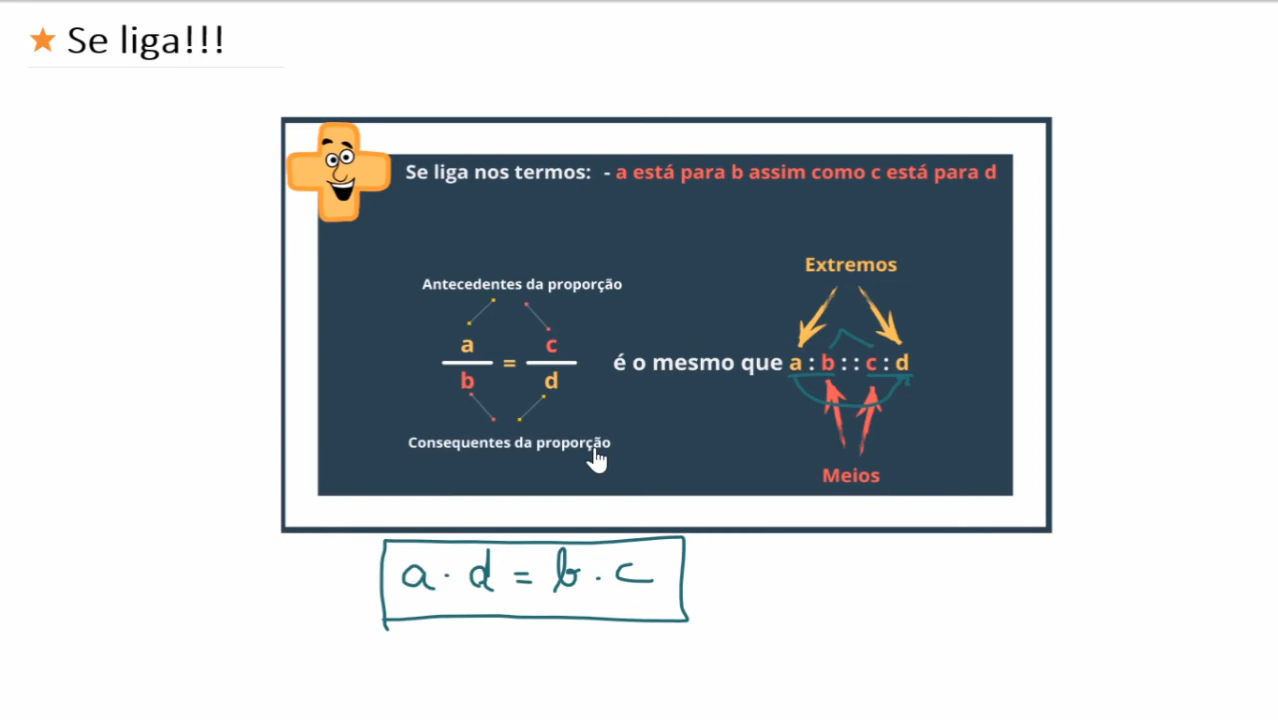 Se liga!!!
Se liga nos termos: - a está para b assim como c está para d
Extremos
Antecedentes da proporção
a = c
b d
é o mesmo que a : b : : c : d
Consequentes da proporção
Meios
a · d = b · c